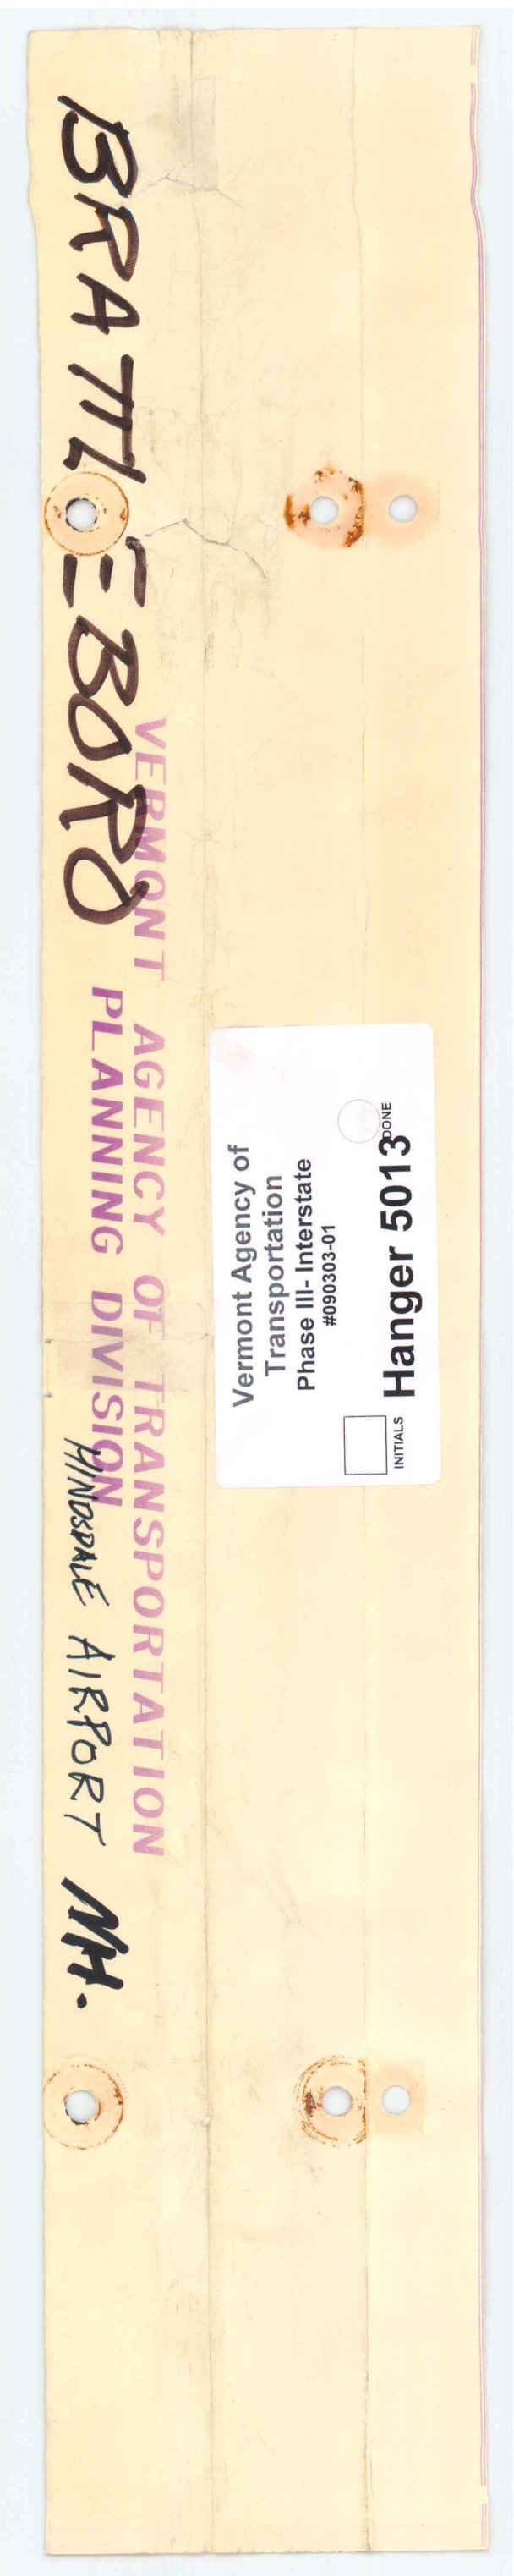 BRATTLEBORO
VERMONT AGENCY OF TRANSPORTATION
PLANNING DIVISION
HINDSDALE AIRPORT NH.
Vermont Agency of
Transportation
Phase III- Interstate
#090303-01
DONE
INITIALS
Hanger 5013